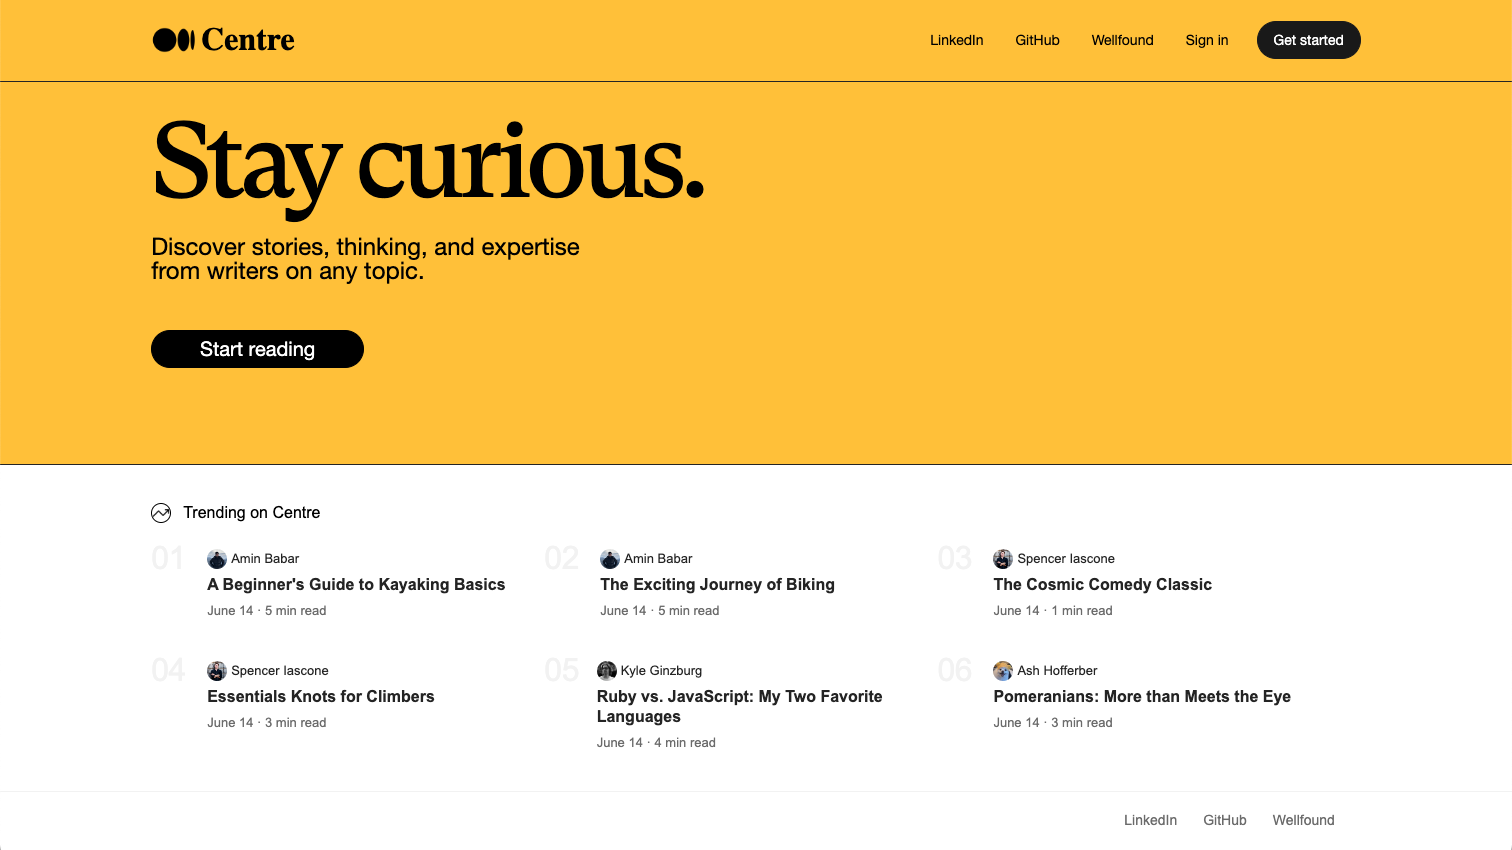 Centre
LinkedIn GitHub Wellfound Sign in Get started
Stay curious.
Discover stories, thinking, and expertise
from writers on any topic.
Start reading
Trending on Centre
01
Amin Babar
A Beginner's Guide to Kayaking Basics
June 14 · 5 min read
02
Amin Babar
The Exciting Journey of Biking
June 14 · 5 min read
03
Spencer Iascone
The Cosmic Comedy Classic
June 14 · 1 min read
04
Spencer Iascone
Essentials Knots for Climbers
June 14 · 3 min read
05
Kyle Ginzburg
Ruby vs. JavaScript: My Two Favorite
Languages
June 14 · 4 min read
06
Ash Hofferber
Pomeranians: More than Meets the Eye
June 14 · 3 min read
LinkedIn GitHub Wellfound